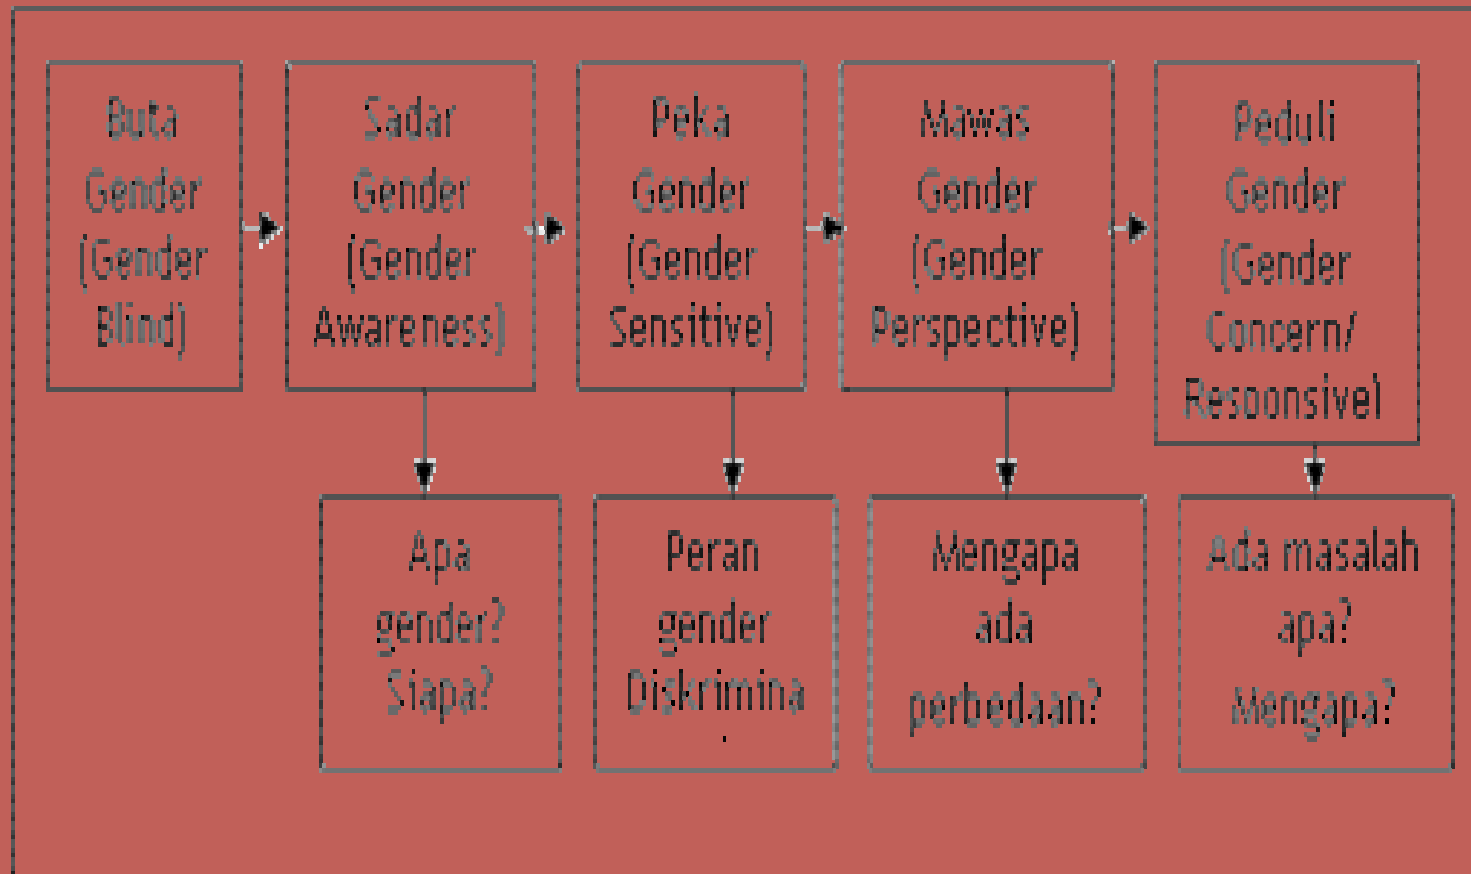 Buta
Gender
(Gender
Blind)
Sadar
Gender
(Gender
Awareness)
Peka
Gender
(Gender
Sensitive)
Mawas
Gender
(Gender
Perspective)
Peduli
Gender
(Gender
Concern/
Responsive)
Apa
gender?
Siapa?
Peran
gender
Diskrimina
Mengapa
ada
perbedaan?
Ada masalah
apa?
Mengapa?